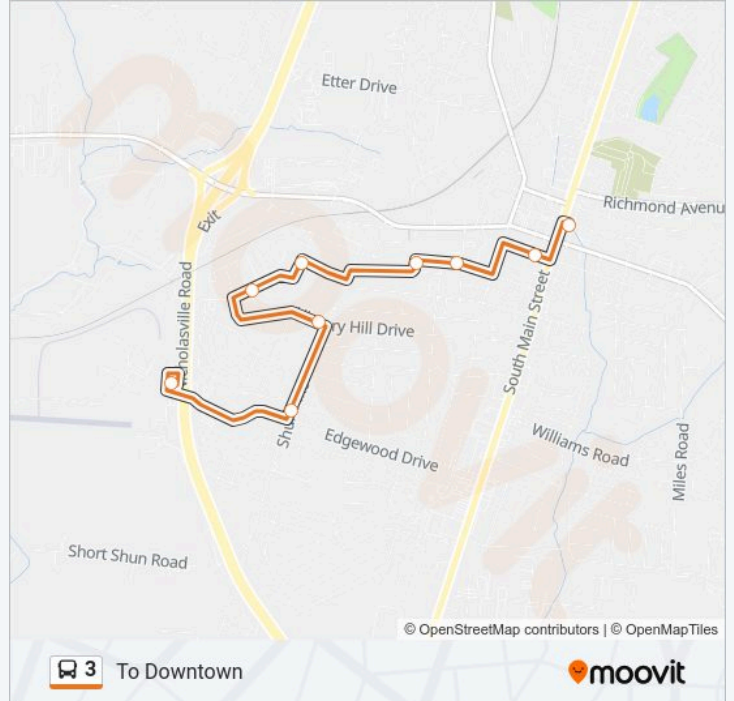 Etter Drive
Richmond Avenu
Exit
Nicholasville Road
ry Hill Drive
South Main Street
Shu
Edgewood Drive
Williams Road
Miles Road
Short Shun Road
© OpenStreetMap contributors | © OpenMapTiles
3 To Downtown
moovit
moovit